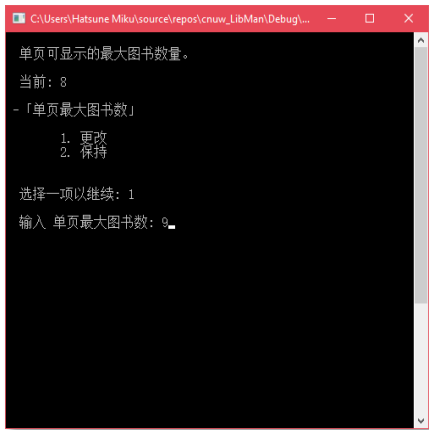 C:\Users\Hatsune Miku\source\repos\cnuw_LibMan\Debug\...
单页可显示的最大图书数量。
当前: 8
-「单页最大图书数」
1. 更改
2. 保持
选择一项以继续: 1
输入 单页最大图书数: 9